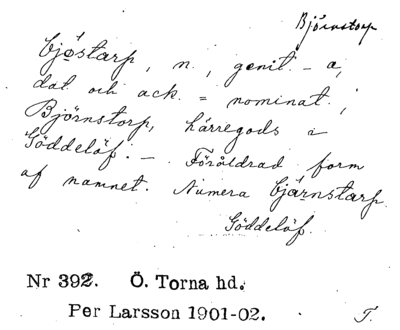 Björnstorp
bjöstarp, n., genit. -a,
dat. och ack. = nominat.;
Björnstorp, härregods i
Göddelöf. — Föråldrad form
af namnet. Numera bjärnstarp.
Göddelöf.
Nr 392. Ö. Torna hd.
Per Larsson 1901-02. F.